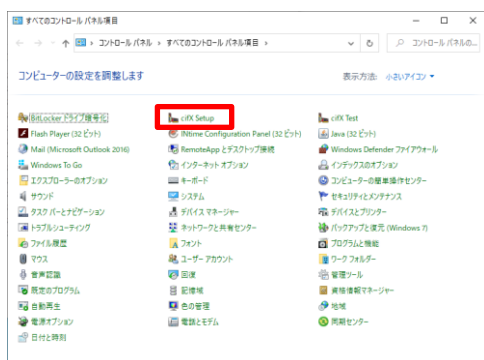 すべてのコントロール パネル項目
コントロール パネル › すべてのコントロール パネル項目 ›
コントロール パネルの...
コンピューターの設定を調整します
表示方法: 小さいアイコン
BitLocker ドライブ暗号化
cifX Setup
cifX Test
Flash Player (32 ビット)
INtime Configuration Panel (32 ビット)
Java (32 ビット)
Mail (Microsoft Outlook 2016)
RemoteApp とデスクトップ接続
Windows Defender ファイアウォール
Windows To Go
インターネット オプション
インデックスのオプション
エクスプローラーのオプション
キーボード
コンピューターの簡単操作センター
サウンド
システム
セキュリティとメンテナンス
タスク バーとナビゲーション
デバイス マネージャー
デバイスとプリンター
トラブルシューティング
ネットワークと共有センター
バックアップと復元 (Windows 7)
ファイル履歴
フォント
プログラムと機能
マウス
ユーザー アカウント
ワーク フォルダー
音声認識
回復
管理ツール
既定のプログラム
記憶域
資格情報マネージャー
自動再生
色の管理
地域
電源オプション
電話とモデム
同期センター
日付と時刻